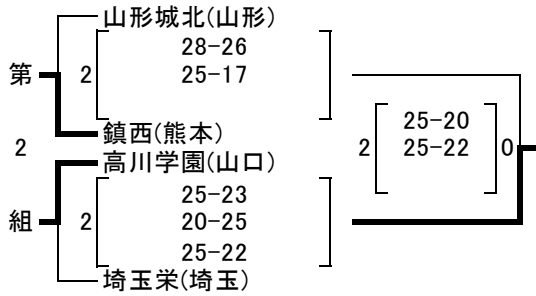 山形城北(山形)
28-26
第 2 25-17
25-20
鎮西(熊本)
2 2 25-22 0
高川学園(山口)
25-23
組 2 20-25
25-22
埼玉栄(埼玉)